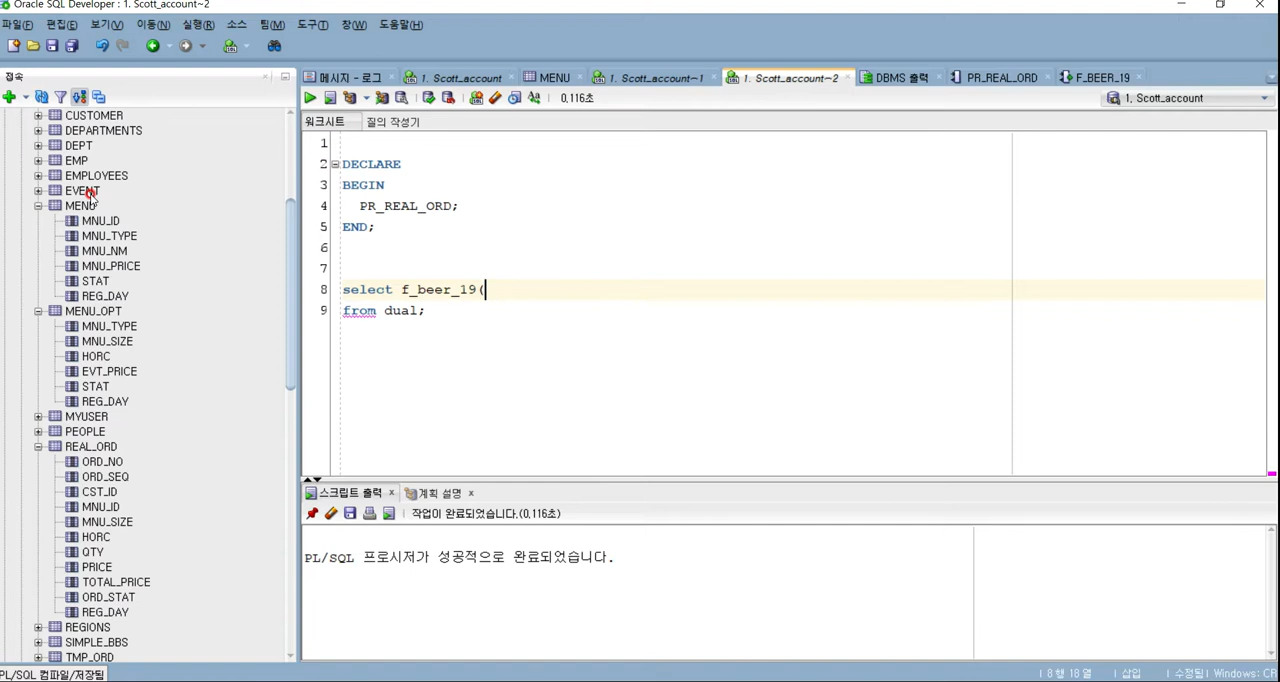 Oracle SQL Developer : 1. Scott_account~2
파일(F) 편집(E) 보기(V) 이동(N) 실행(R) 소스 팀(M) 도구(T) 창(W) 도움말(H)
접속 ×
메시지 - 로그 × 1. Scott_account × MENU × 1. Scott_account~1 × 1. Scott_account~2 × DBMS 출력 × PR_REAL_ORD × F_BEER_19 ×
0.116초 1. Scott_account
워크시트 질의 작성기
CUSTOMER
DEPARTMENTS
DEPT
EMP
EMPLOYEES
EVENT
MENU
MNU_ID
MNU_TYPE
MNU_NM
MNU_PRICE
STAT
REG_DAY
MENU_OPT
MNU_TYPE
MNU_SIZE
HORC
EVT_PRICE
STAT
REG_DAY
MYUSER
PEOPLE
REAL_ORD
ORD_NO
ORD_SEQ
CST_ID
MNU_ID
MNU_SIZE
HORC
QTY
PRICE
TOTAL_PRICE
ORD_STAT
REG_DAY
REGIONS
SIMPLE_BBS
TMP_ORD
1
2 DECLARE
3 BEGIN
4 PR_REAL_ORD;
5 END;
6
7
8 select f_beer_19(
9 from dual;
스크립트 출력 × 계획 설명 ×
작업이 완료되었습니다.(0.116초)
PL/SQL 프로시저가 성공적으로 완료되었습니다.
PL/SQL 컴파일/저장됨
8 행 18 열 삽입 수정됨 Windows: CF